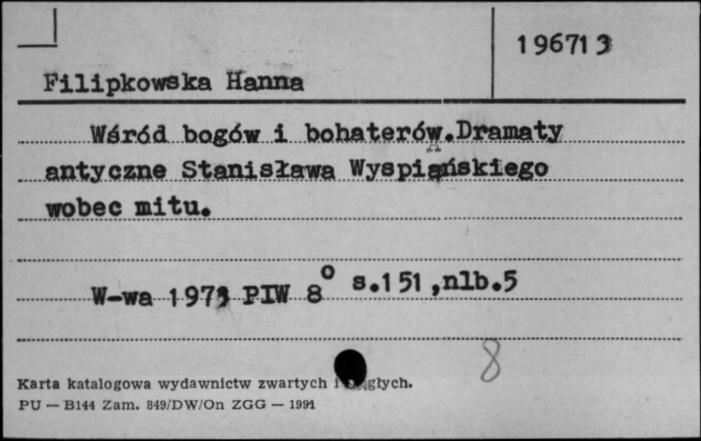 196713
Filipkowska Hanna
Wśród bogów i bohaterów.Dramaty
antyczne Stanisława Wyspiańskiego
wobec mitu.
W-wa 1973 PIW 8° s.151,nlb.5
8
Karta katalogowa wydawnictw zwartych i
PU — B144 Zam. 849/DW/On ZGG — 1991